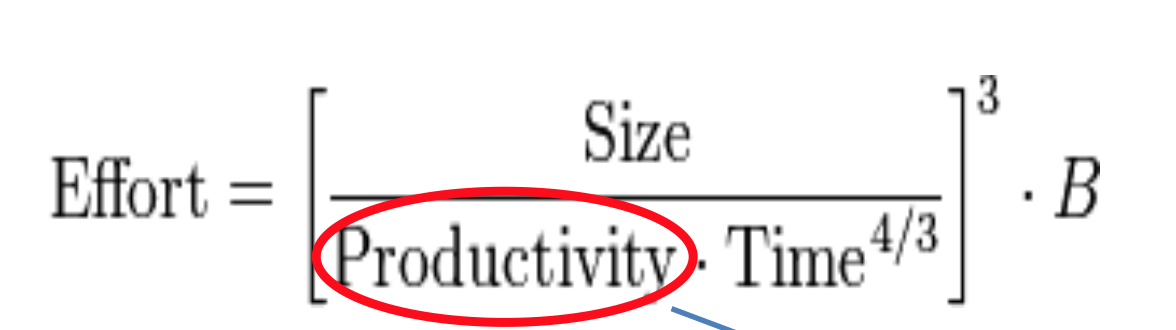 Effort = [ Size / Productivity · Time^{4/3} ]^3 · B